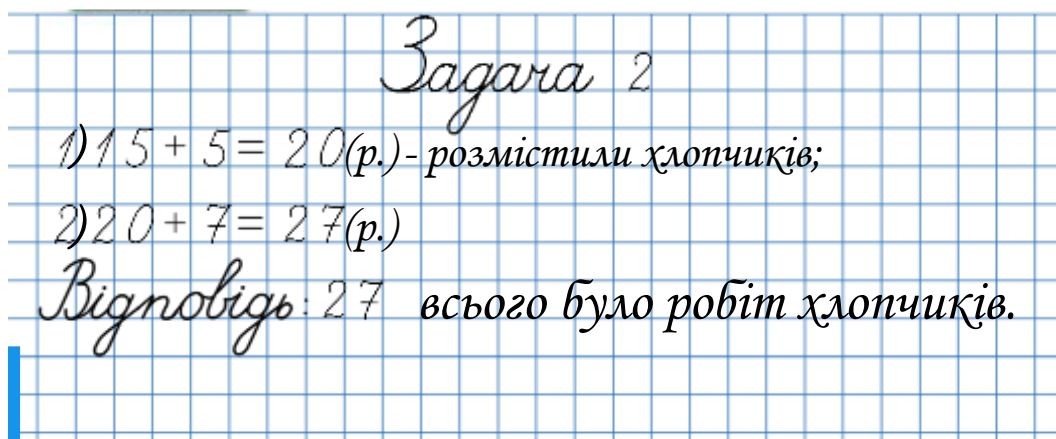 Задача 2
1) 15 + 5 = 20(р.)- розмістили хлопчиків;
2) 20 + 7 = 27(р.)
Відповідь: 27 всього було робіт хлопчиків.